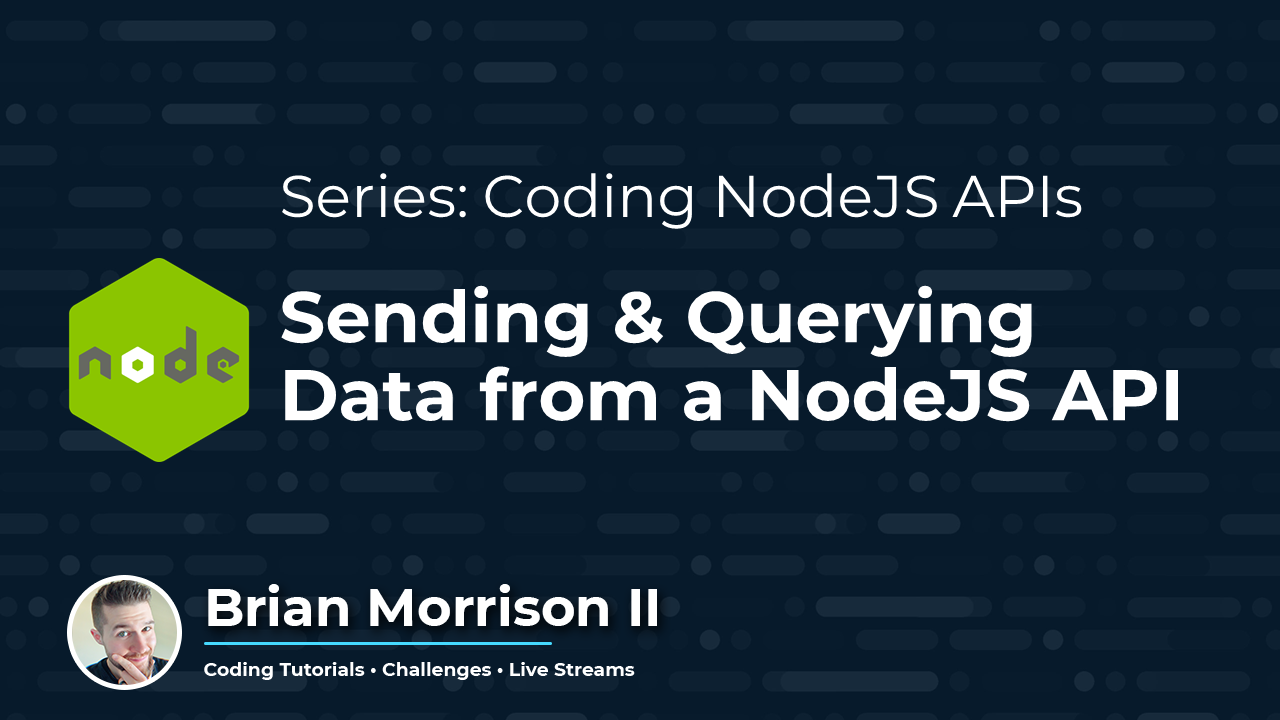 Series: Coding NodeJS APIs
node
Sending & Querying
Data from a NodeJS API
Brian Morrison II
Coding Tutorials • Challenges • Live Streams